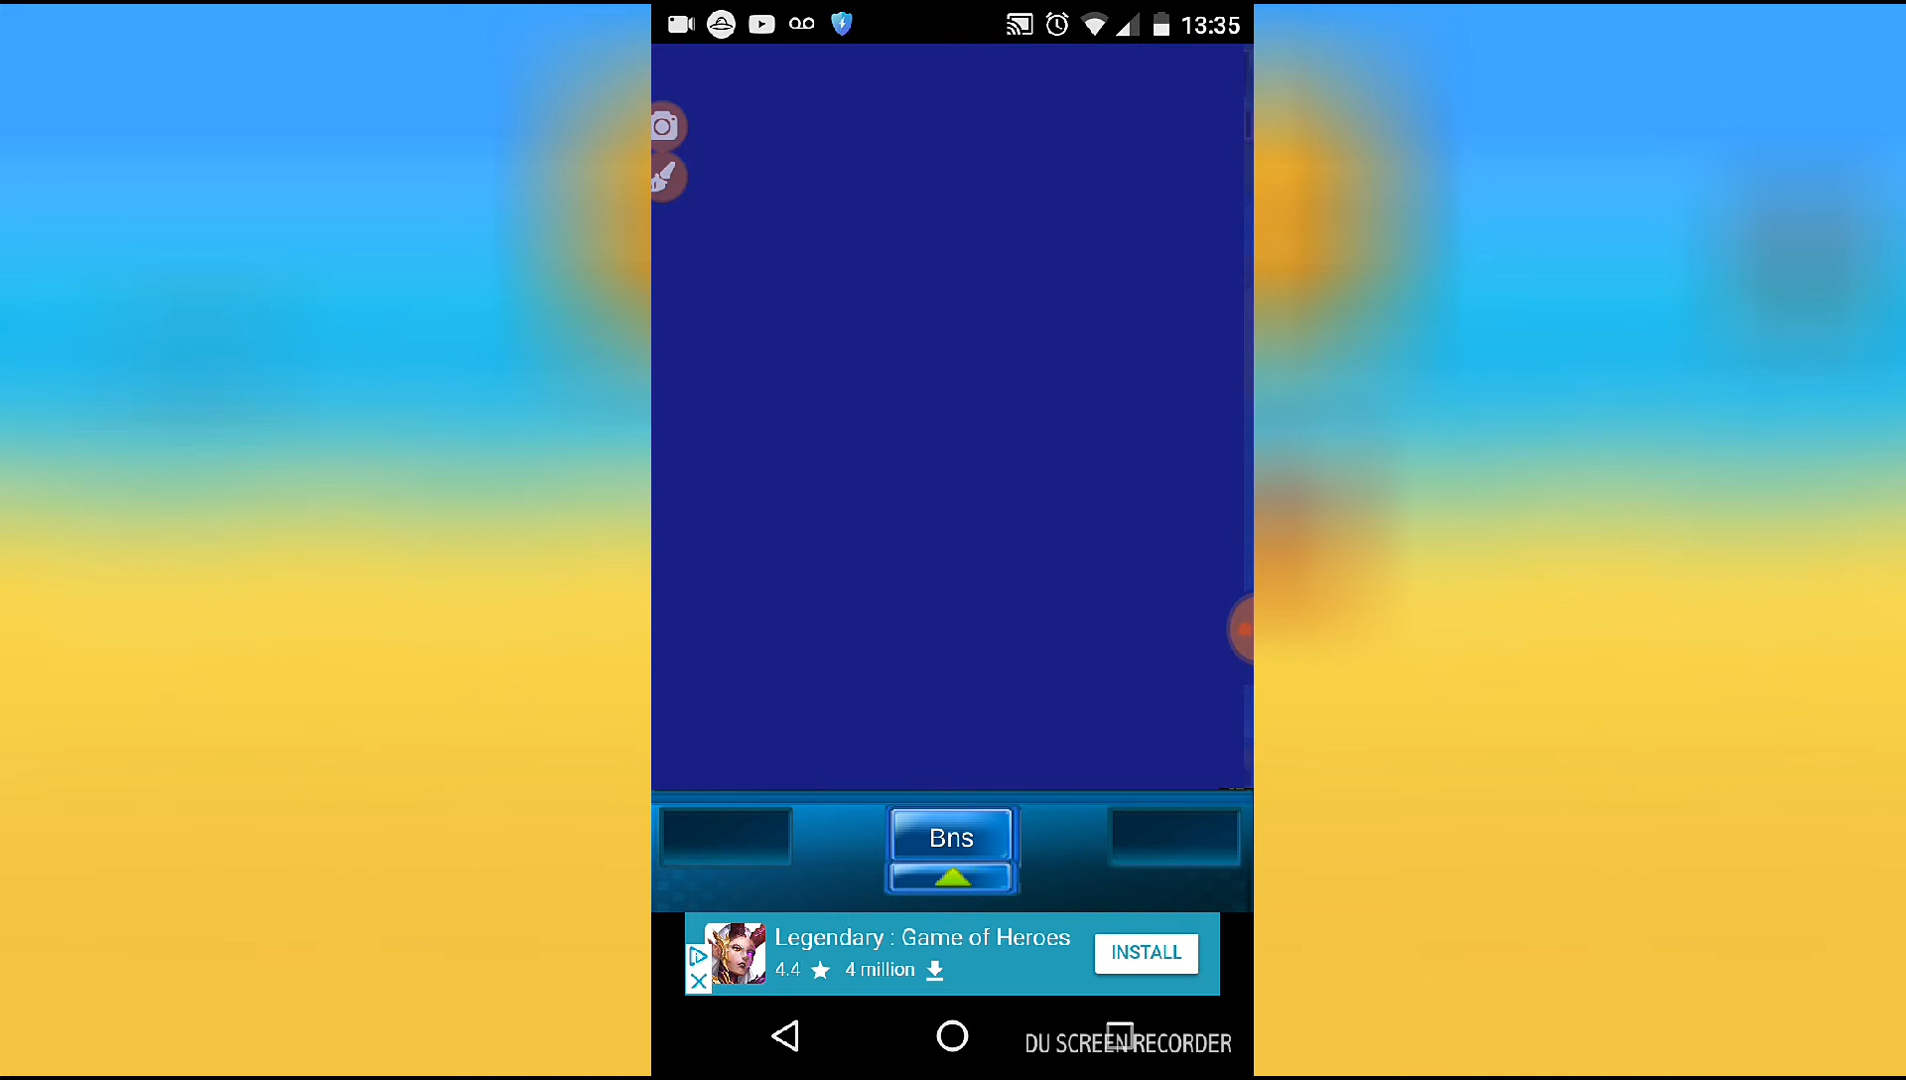 13:35
Bns
Legendary : Game of Heroes
4.4 4 million
INSTALL
DU SCREEN RECORDER